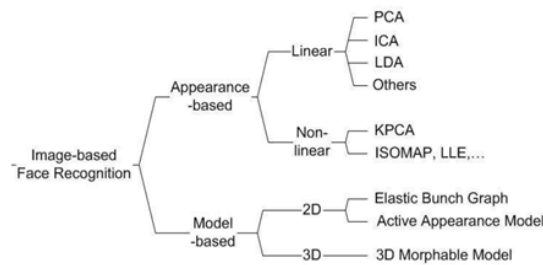 PCA
ICA
Linear
LDA
Others
Appearance
-based
KPCA
Non-
linear
ISOMAP, LLE,...
Image-based
Face Recognition
Elastic Bunch Graph
2D
Active Appearance Model
Model
-based
3D
3D Morphable Model